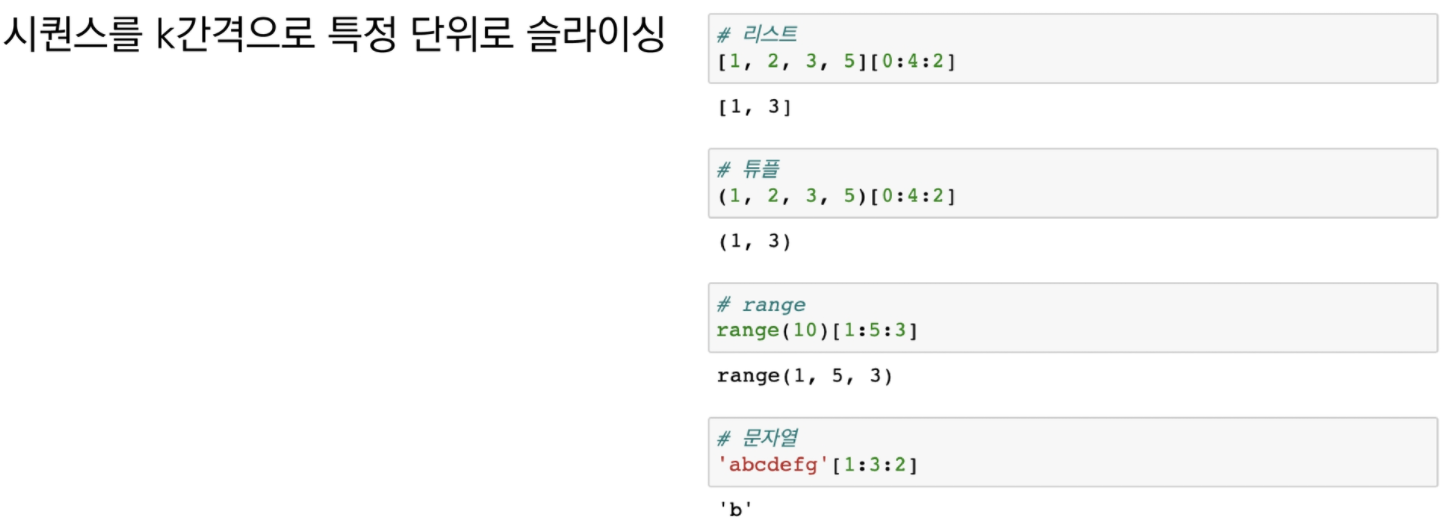 시퀀스를 k간격으로 특정 단위로 슬라이싱
# 리스트
[1, 2, 3, 5][0:4:2]
[1, 3]
# 튜플
(1, 2, 3, 5)[0:4:2]
(1, 3)
# range
range(10)[1:5:3]
range(1, 5, 3)
# 문자열
'abcdefg'[1:3:2]
'b'